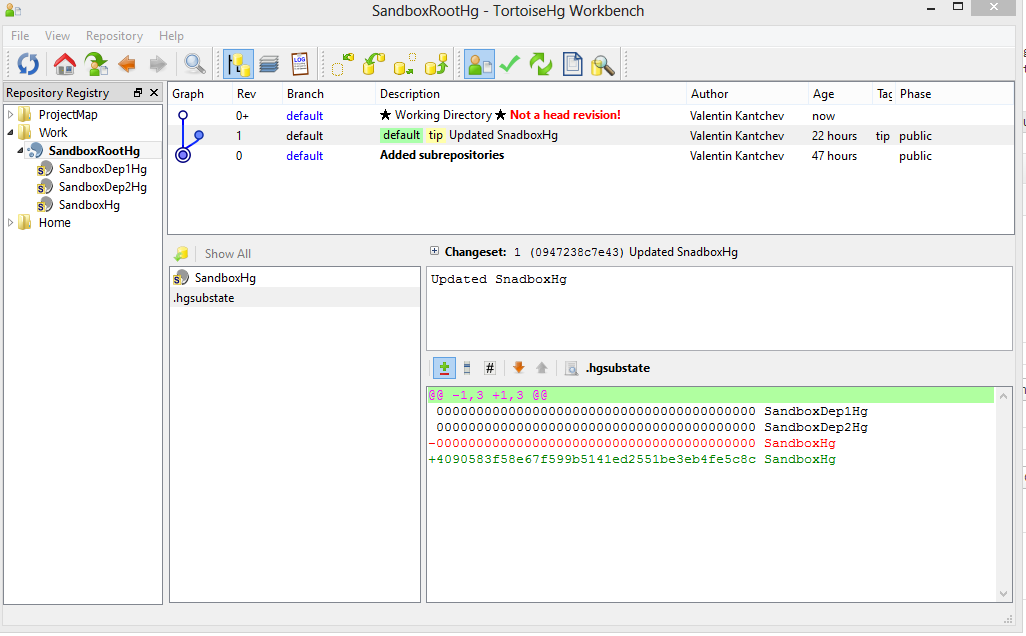 SandboxRootHg - TortoiseHg Workbench
File View Repository Help
LOG
Repository Registry
ProjectMap
Work
SandboxRootHg
SandboxDep1Hg
SandboxDep2Hg
SandboxHg
Home
Graph Rev Branch Description Author Age Tag Phase
0+ default ★ Working Directory ★ Not a head revision! Valentin Kantchev now
1 default default tip Updated SnadboxHg Valentin Kantchev 22 hours tip public
0 default Added subrepositories Valentin Kantchev 47 hours public
Show All
SandboxHg
.hgsubstate
Changeset: 1 (0947238c7e43) Updated SnadboxHg
Updated SnadboxHg
# .hgsubstate
@@ -1,3 +1,3 @@
0000000000000000000000000000000000000000 SandboxDep1Hg
0000000000000000000000000000000000000000 SandboxDep2Hg
-0000000000000000000000000000000000000000 SandboxHg
+4090583f58e67f599b5141ed2551be3eb4fe5c8c SandboxHg